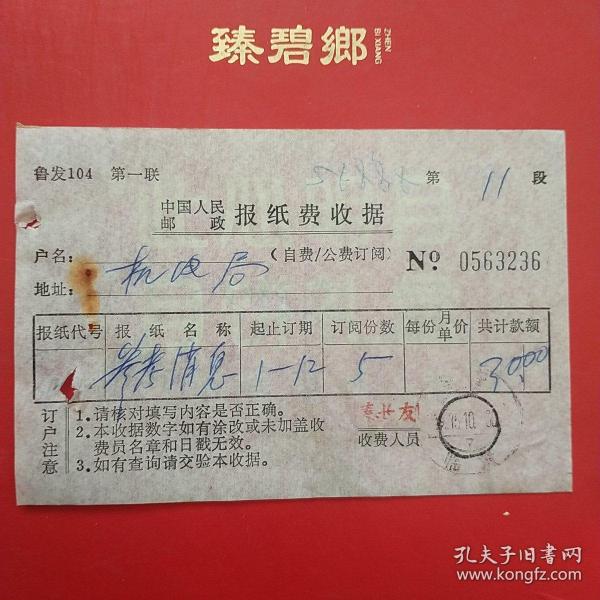 臻碧鄉
ZHEN
BI XIANG
鲁发104 第一联
第 11 段
中国人民
邮政
报纸费收据
户名：
（自费/公费订阅）
局
Nº 0563236
地址：
报纸代号 报纸名称 起止订期 订阅份数 每份月单价 共计款额
参考消息 1-12 5 30.00
订户注意
1.请核对填写内容是否正确。
2.本收据数字如有涂改或未加盖收
费员名章和日戳无效。
3.如有查询请交验本收据。
收费人员
孔夫子旧书网
www.kongfz.com